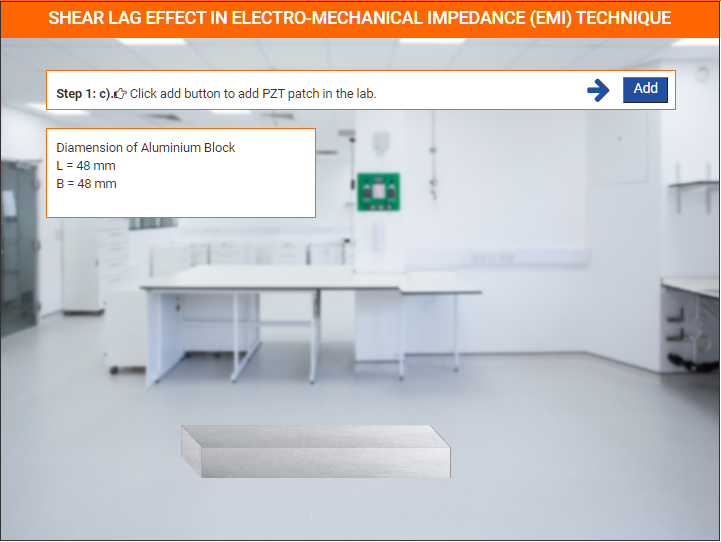 SHEAR LAG EFFECT IN ELECTRO-MECHANICAL IMPEDANCE (EMI) TECHNIQUE
Step 1: c). Click add button to add PZT patch in the lab.
Add
Diamension of Aluminium Block
L = 48 mm
B = 48 mm